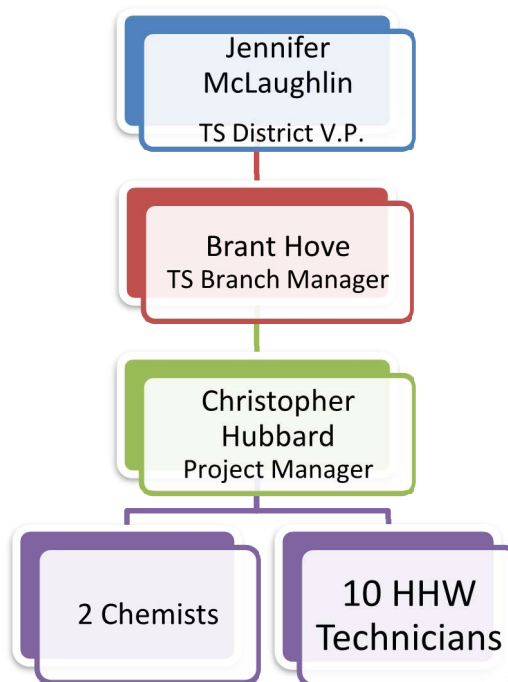 Jennifer
McLaughlin
TS District V.P.
Brant Hove
TS Branch Manager
Christopher
Hubbard
Project Manager
2 Chemists
10 HHW
Technicians